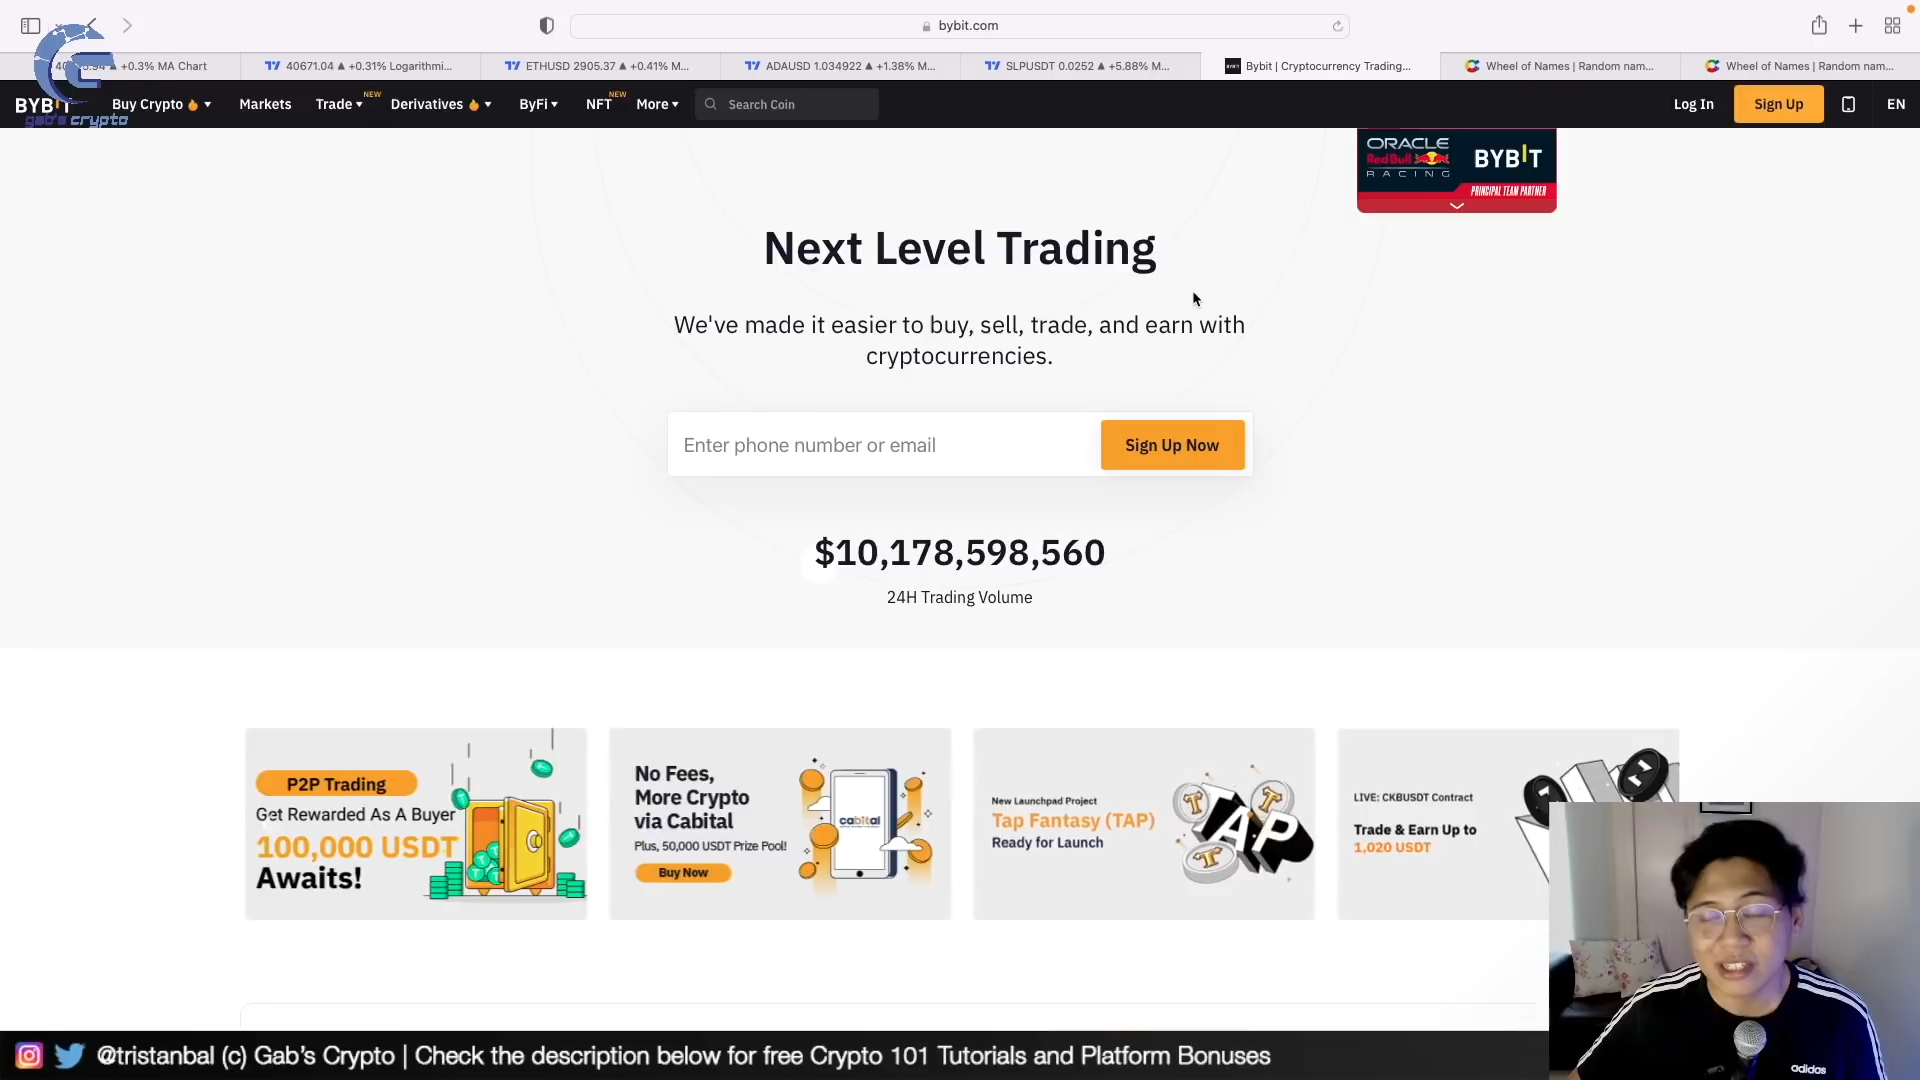 bybit.com
+0.3% MA Chart
40671.04 ▲ +0.31% Logarithmi...
ETHUSD 2905.37 ▲ +0.41% M...
ADAUSD 1.034922 ▲ +1.38% M...
SLPUSDT 0.0252 ▲ +5.88% M...
Bybit | Cryptocurrency Trading...
Wheel of Names | Random nam...
Wheel of Names | Random nam...
BYBIT
gab's crypto
Buy Crypto
Markets
Trade
NEW
Derivatives
ByFi
NFT
NEW
More
Search Coin
Log In
Sign Up
EN
ORACLE
Red Bull
RACING
BYBIT
PRINCIPAL TEAM PARTNER
Next Level Trading
We've made it easier to buy, sell, trade, and earn with
cryptocurrencies.
Enter phone number or email
Sign Up Now
$10,178,598,560
24H Trading Volume
P2P Trading
Get Rewarded As A Buyer
100,000 USDT
Awaits!
No Fees,
More Crypto
via Cabital
Plus, 50,000 USDT Prize Pool!
Buy Now
cabital
New Launchpad Project
Tap Fantasy (TAP)
Ready for Launch
TAP
LIVE: CKBUSDT Contract
Trade & Earn Up to
1,020 USDT
adidas
@tristanbal (c) Gab's Crypto | Check the description below for free Crypto 101 Tutorials and Platform Bonuses